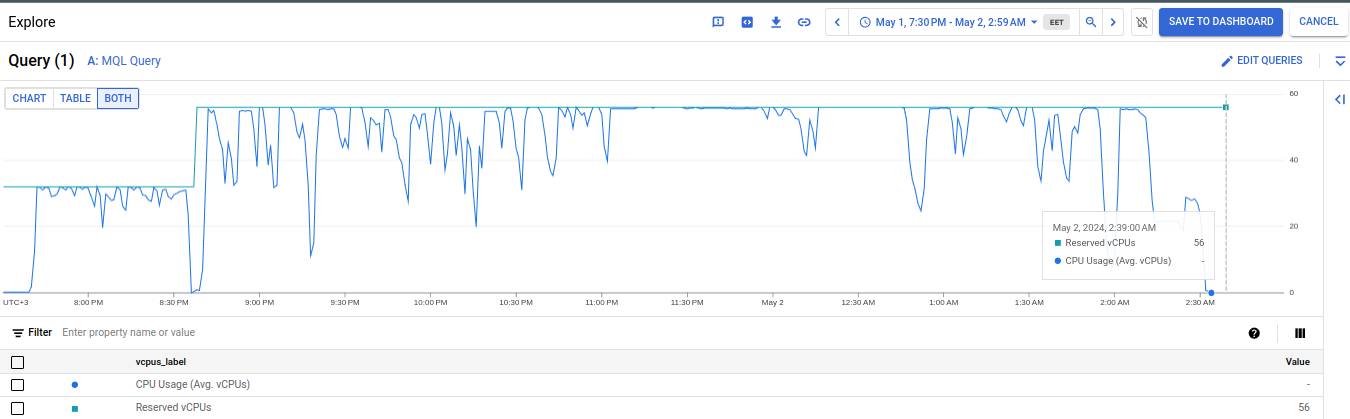 Explore
May 1, 7:30 PM - May 2, 2:59 AM EET SAVE TO DASHBOARD CANCEL
Query (1) A: MQL Query EDIT QUERIES
CHART TABLE BOTH
60
40
20
0
May 2, 2024, 2:39:00 AM
Reserved vCPUs 56
CPU Usage (Avg. vCPUs) -
UTC+3 8:00 PM 8:30 PM 9:00 PM 9:30 PM 10:00 PM 10:30 PM 11:00 PM 11:30 PM May 2 12:30 AM 1:00 AM 1:30 AM 2:00 AM 2:30 AM
Filter Enter property name or value
vcpus_label Value
CPU Usage (Avg. vCPUs) -
Reserved vCPUs 56